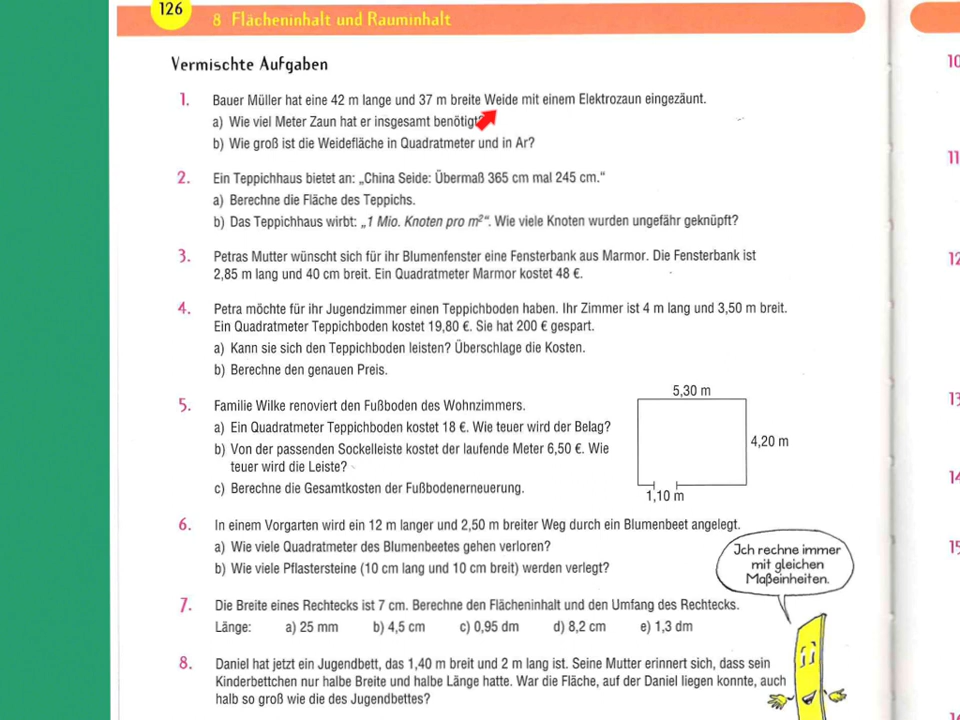 126
8 Flächeninhalt und Rauminhalt
Vermischte Aufgaben
1. Bauer Müller hat eine 42 m lange und 37 m breite Weide mit einem Elektrozaun eingezäunt.
a) Wie viel Meter Zaun hat er insgesamt benötigt?
b) Wie groß ist die Weidefläche in Quadratmeter und in Ar?
2. Ein Teppichhaus bietet an: „China Seide: Übermaß 365 cm mal 245 cm.“
a) Berechne die Fläche des Teppichs.
b) Das Teppichhaus wirbt: „1 Mio. Knoten pro m²“. Wie viele Knoten wurden ungefähr geknüpft?
3. Petras Mutter wünscht sich für ihr Blumenfenster eine Fensterbank aus Marmor. Die Fensterbank ist
2,85 m lang und 40 cm breit. Ein Quadratmeter Marmor kostet 48 €.
4. Petra möchte für ihr Jugendzimmer einen Teppichboden haben. Ihr Zimmer ist 4 m lang und 3,50 m breit.
Ein Quadratmeter Teppichboden kostet 19,80 €. Sie hat 200 € gespart.
a) Kann sie sich den Teppichboden leisten? Überschlage die Kosten.
b) Berechne den genauen Preis.
5. Familie Wilke renoviert den Fußboden des Wohnzimmers.
a) Ein Quadratmeter Teppichboden kostet 18 €. Wie teuer wird der Belag?
b) Von der passenden Sockelleiste kostet der laufende Meter 6,50 €. Wie
teuer wird die Leiste?
c) Berechne die Gesamtkosten der Fußbodenerneuerung.
5,30 m
4,20 m
1,10 m
6. In einem Vorgarten wird ein 12 m langer und 2,50 m breiter Weg durch ein Blumenbeet angelegt.
a) Wie viele Quadratmeter des Blumenbeetes gehen verloren?
b) Wie viele Pflastersteine (10 cm lang und 10 cm breit) werden verlegt?
Ich rechne immer
mit gleichen
Maßeinheiten.
7. Die Breite eines Rechtecks ist 7 cm. Berechne den Flächeninhalt und den Umfang des Rechtecks.
Länge: a) 25 mm b) 4,5 cm c) 0,95 dm d) 8,2 cm e) 1,3 dm
8. Daniel hat jetzt ein Jugendbett, das 1,40 m breit und 2 m lang ist. Seine Mutter erinnert sich, dass sein
Kinderbettchen nur halbe Breite und halbe Länge hatte. War die Fläche, auf der Daniel liegen konnte, auch
halb so groß wie die des Jugendbettes?
10
11
12
13
14
15